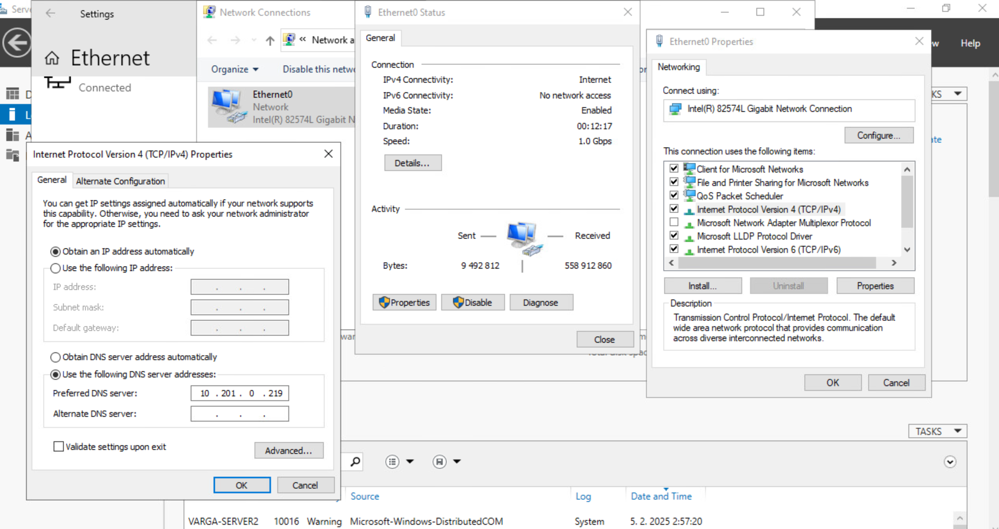 Settings
Ethernet
Connected
Network Connections
« Network a
Organize
Disable this netw
Ethernet0
Network
Intel(R) 82574L Gigabit N
Internet Protocol Version 4 (TCP/IPv4) Properties
General
Alternate Configuration
You can get IP settings assigned automatically if your network supports
this capability. Otherwise, you need to ask your network administrator
for the appropriate IP settings.
Obtain an IP address automatically
Use the following IP address:
IP address: . . .
Subnet mask: . . .
Default gateway: . . .
Obtain DNS server address automatically
Use the following DNS server addresses:
Preferred DNS server: 10 . 201 . 0 . 219
Alternate DNS server: . . .
Validate settings upon exit
Advanced...
OK
Cancel
Ethernet0 Status
General
Connection
IPv4 Connectivity: Internet
IPv6 Connectivity: No network access
Media State: Enabled
Duration: 00:12:17
Speed: 1.0 Gbps
Details...
Activity
Sent — — Received
Bytes: 9 492 812 | 558 912 860
Properties
Disable
Diagnose
Close
Ethernet0 Properties
Networking
Connect using:
Intel(R) 82574L Gigabit Network Connection
Configure...
This connection uses the following items:
Client for Microsoft Networks
File and Printer Sharing for Microsoft Networks
QoS Packet Scheduler
Internet Protocol Version 4 (TCP/IPv4)
Microsoft Network Adapter Multiplexor Protocol
Microsoft LLDP Protocol Driver
Internet Protocol Version 6 (TCP/IPv6)
Install...
Uninstall
Properties
Description
Transmission Control Protocol/Internet Protocol. The default
wide area network protocol that provides communication
across diverse interconnected networks.
OK
Cancel
Help
TASKS
Source
Log
Date and Time
VARGA-SERVER2 10016 Warning Microsoft-Windows-DistributedCOM System 5. 2. 2025 2:57:20